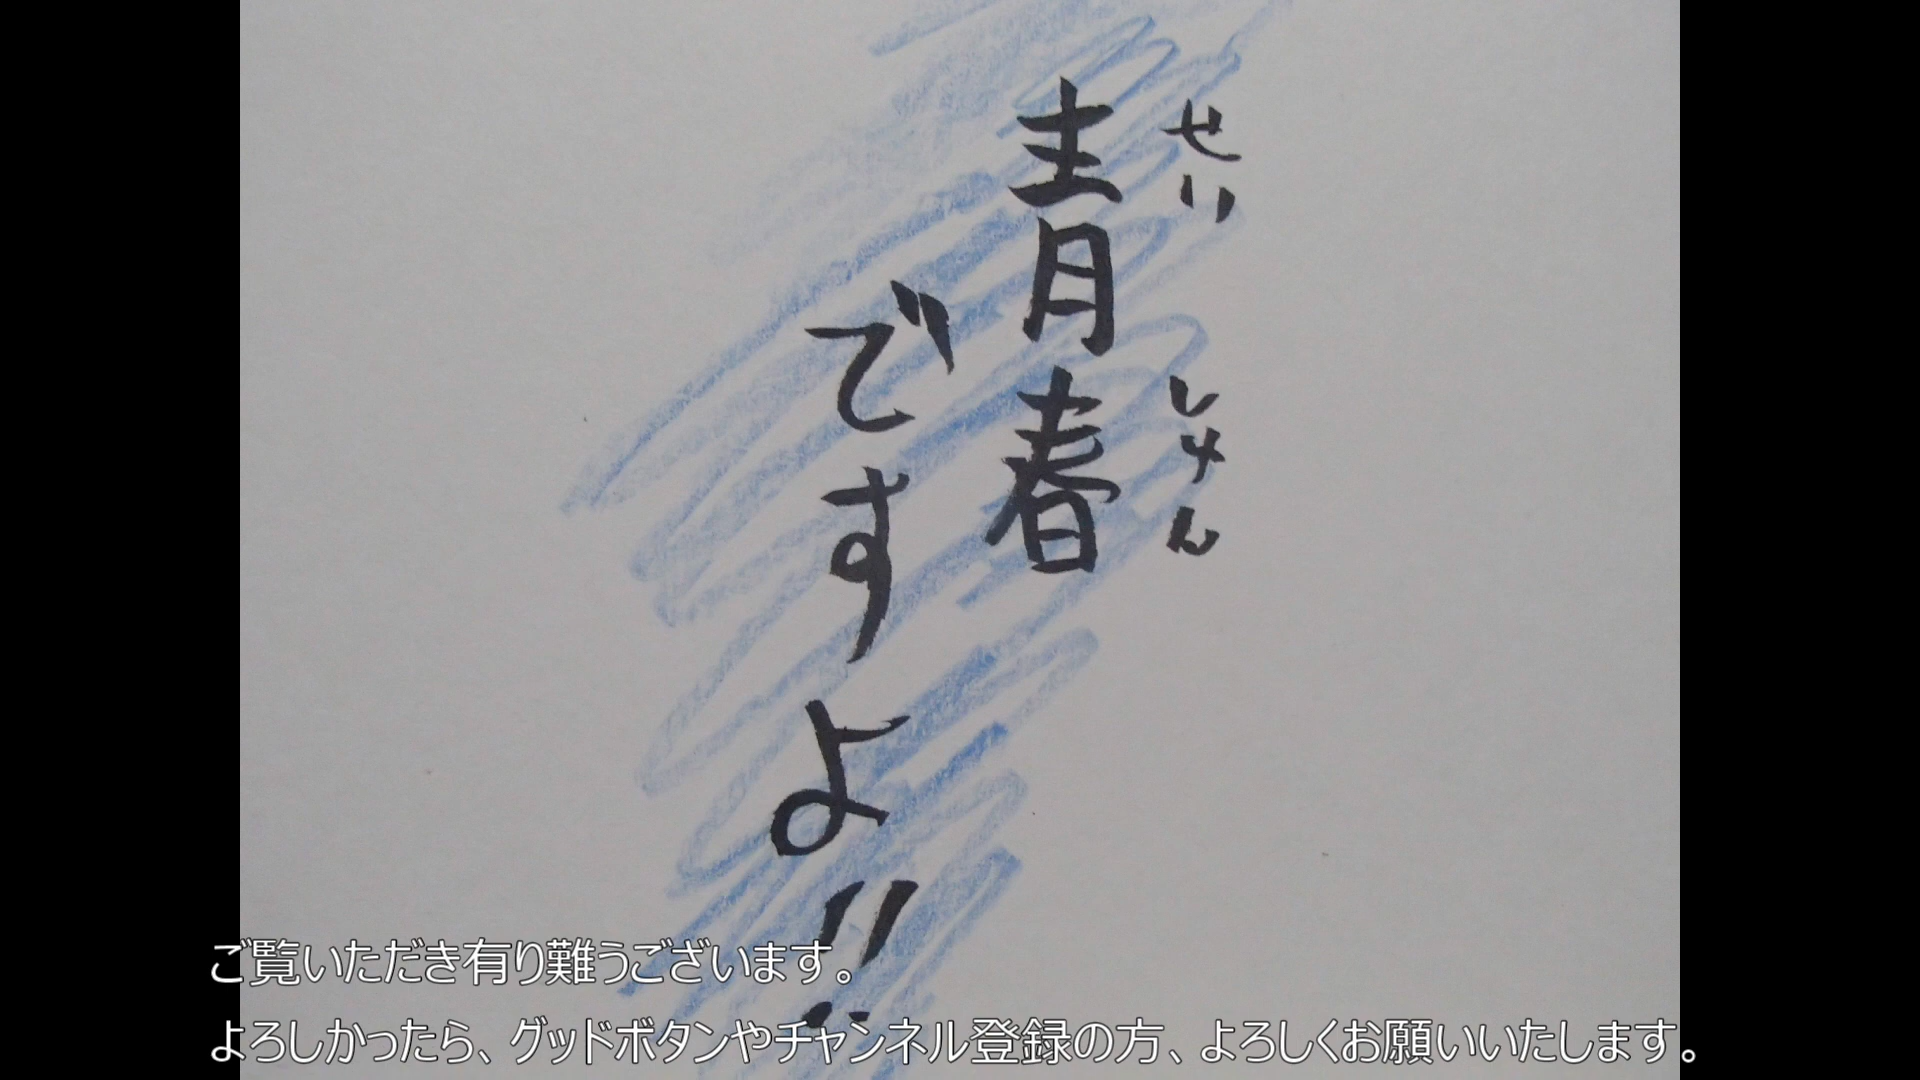 せいしゅん
青春
ですよ!!
ご覧いただき有り難うございます。
よろしかったら、グッドボタンやチャンネル登録の方、よろしくお願いいたします。